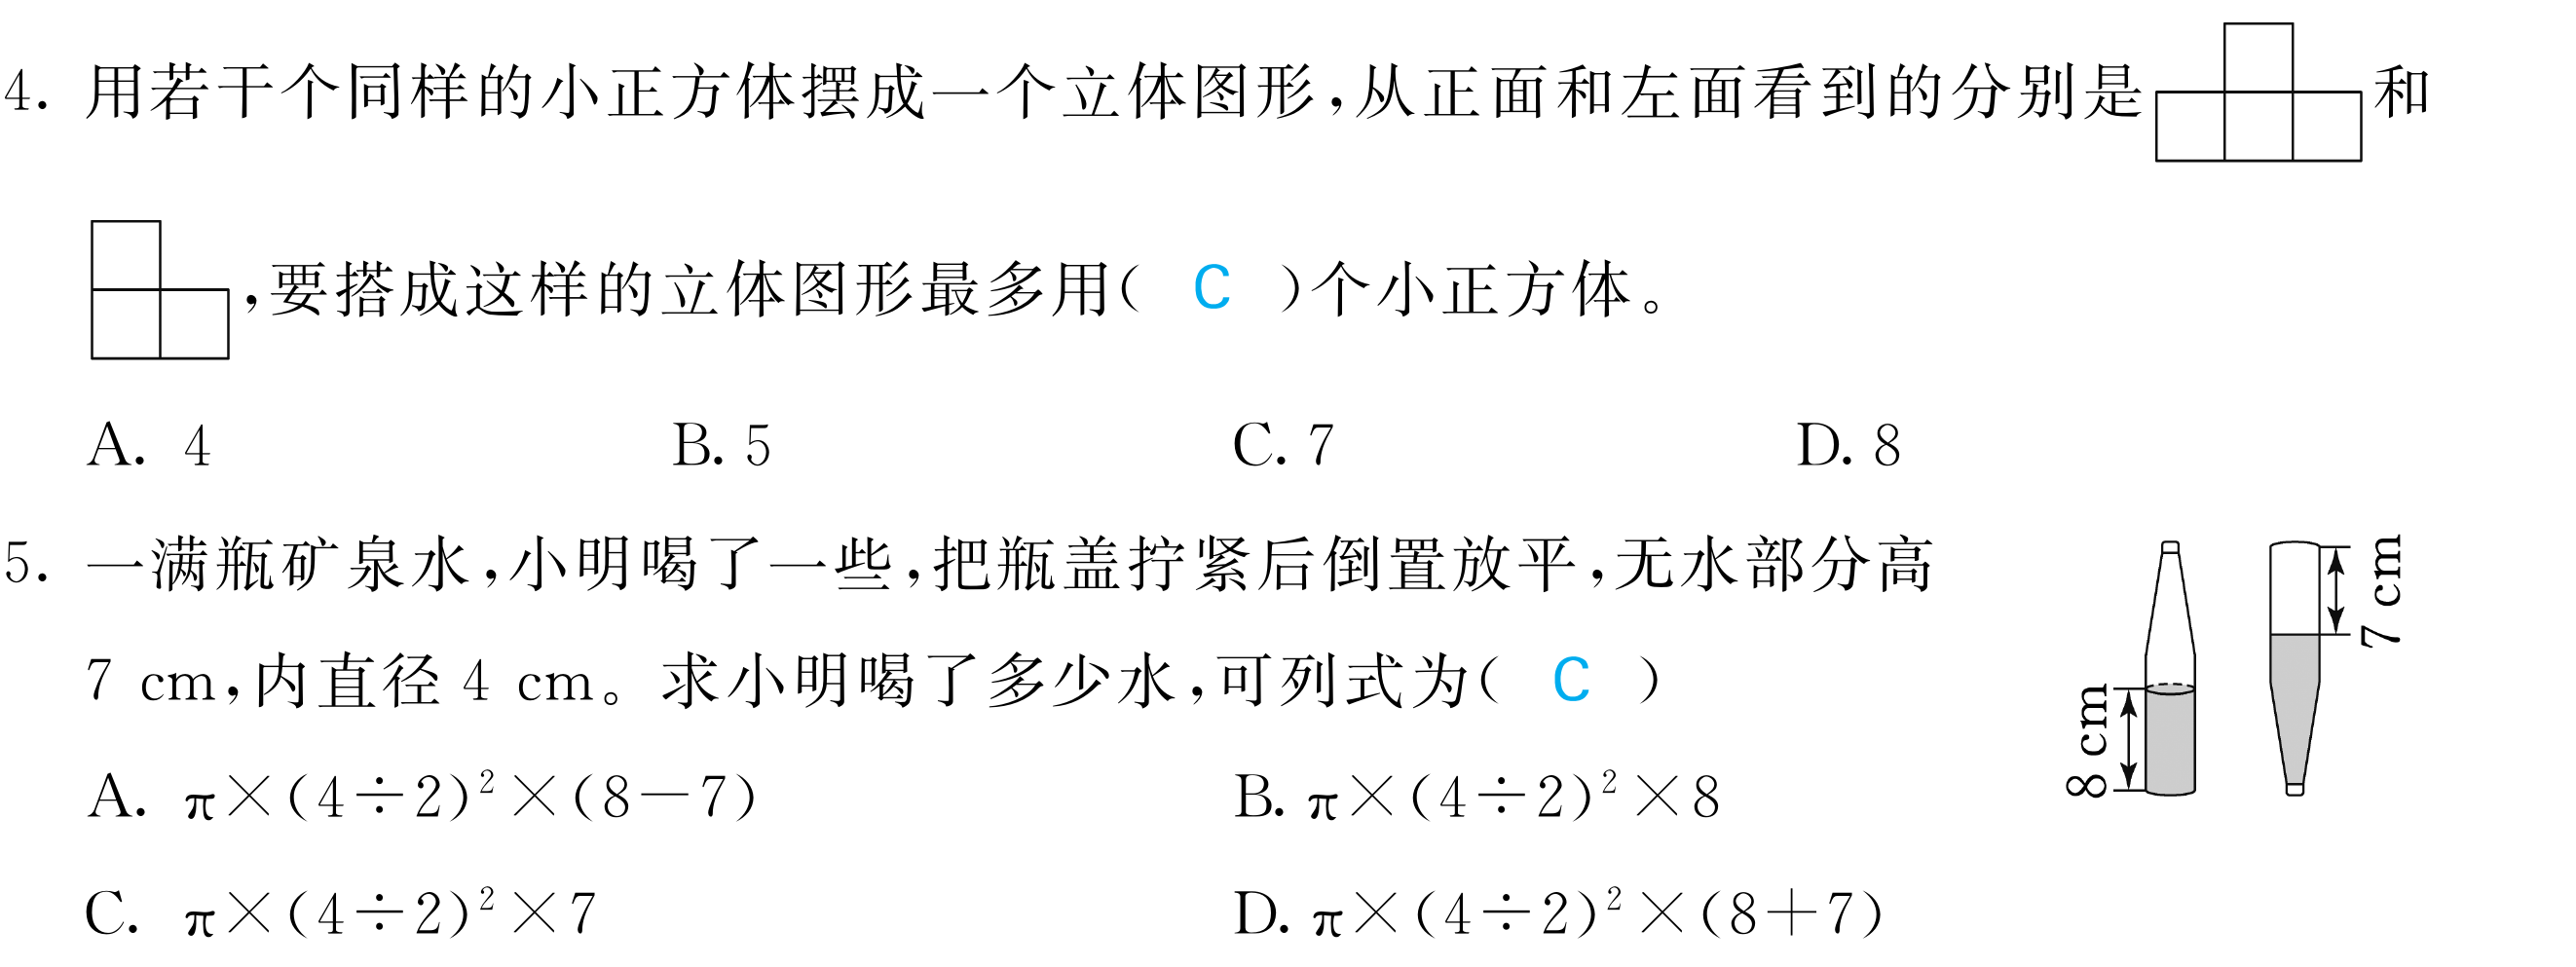 4. 用若干个同样的小正方体摆成一个立体图形,从正面和左面看到的分别是 和
,要搭成这样的立体图形最多用( C )个小正方体。
A. 4 B. 5 C. 7 D. 8
5. 一满瓶矿泉水,小明喝了一些,把瓶盖拧紧后倒置放平,无水部分高
7 cm,内直径 4 cm。求小明喝了多少水,可列式为( C )
A. π×(4÷2)²×(8-7) B. π×(4÷2)²×8
C. π×(4÷2)²×7 D. π×(4÷2)²×(8+7)
8 cm
7 cm